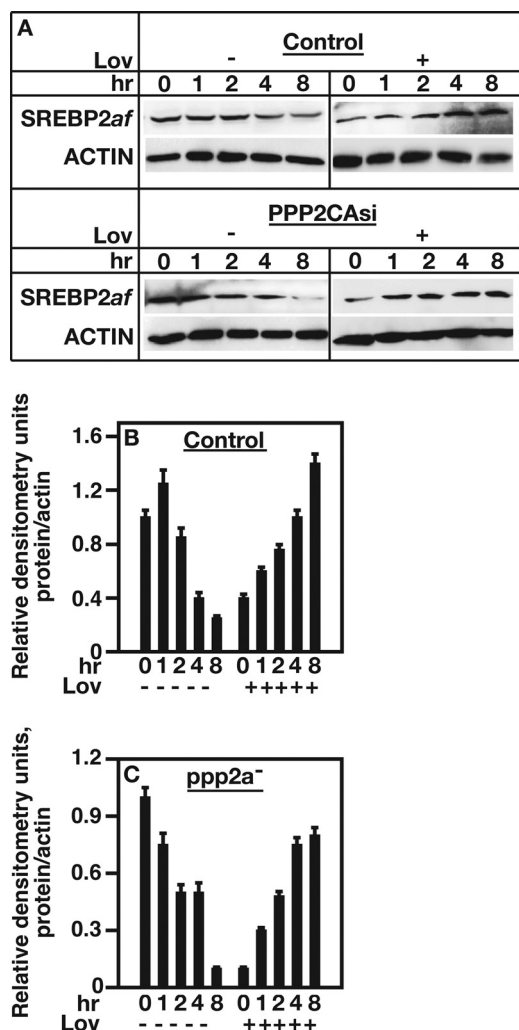 A
Control
Lov - +
hr 0 1 2 4 8 0 1 2 4 8
SREBP2af
ACTIN
PPP2CAsi
Lov - +
hr 0 1 2 4 8 0 1 2 4 8
SREBP2af
ACTIN
B Control
Relative densitometry units
protein/actin
1.6
1.2
0.8
0.4
0
hr 0 1 2 4 8 0 1 2 4 8
Lov - - - - - + + + + +
C ppp2a-
Relative densitometry units,
protein/actin
1.2
0.9
0.6
0.3
0
hr 0 1 2 4 8 0 1 2 4 8
Lov - - - - - + + + + +